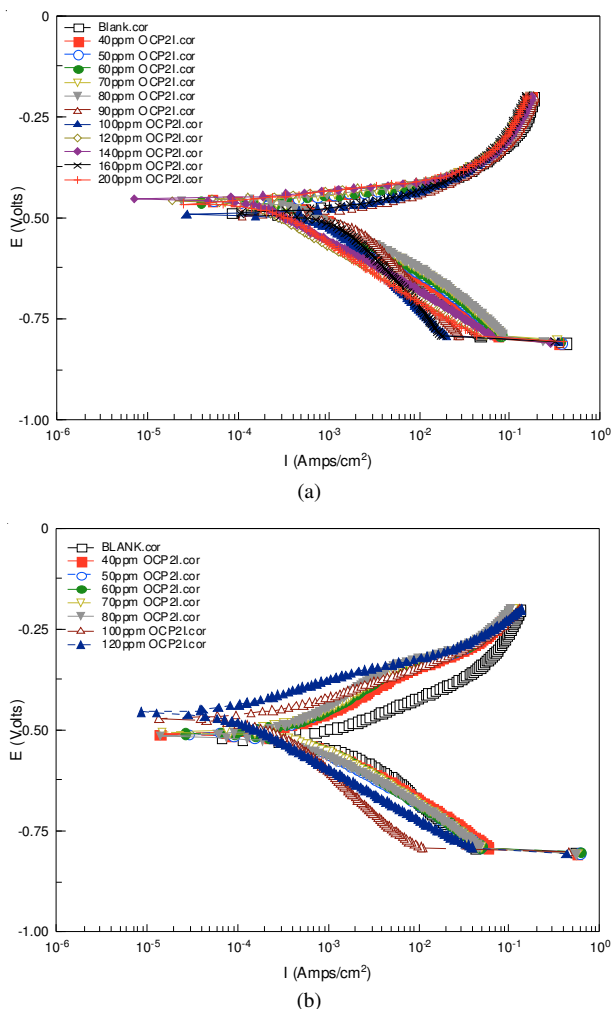 0
-0.25
-0.50
-0.75
-1.00
E (Volts)
Blank.cor
40ppm OCP2I.cor
50ppm OCP2I.cor
60ppm OCP2I.cor
70ppm OCP2I.cor
80ppm OCP2I.cor
90ppm OCP2I.cor
100ppm OCP2I.cor
120ppm OCP2I.cor
140ppm OCP2I.cor
160ppm OCP2I.cor
200ppm OCP2I.cor
10⁻⁶ 10⁻⁵ 10⁻⁴ 10⁻³ 10⁻² 10⁻¹ 10⁰
I (Amps/cm²)
(a)
0
-0.25
-0.50
-0.75
-1.00
E (Volts)
BLANK.cor
40ppm OCP2I.cor
50ppm OCP2I.cor
60ppm OCP2I.cor
70ppm OCP2I.cor
80ppm OCP2I.cor
100ppm OCP2I.cor
120ppm OCP2I.cor
10⁻⁶ 10⁻⁵ 10⁻⁴ 10⁻³ 10⁻² 10⁻¹ 10⁰
I (Amps/cm²)
(b)